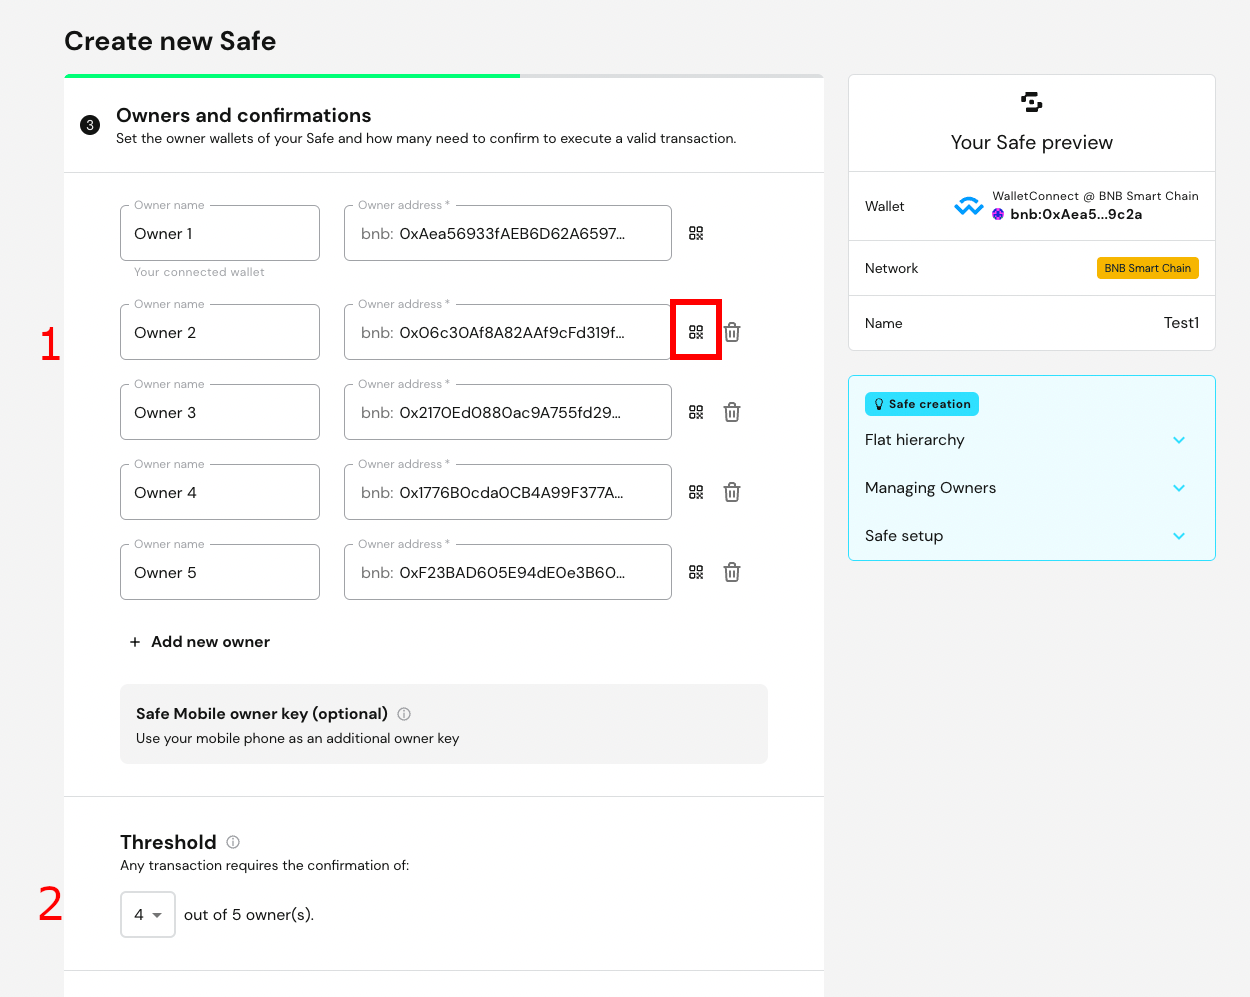 Create new Safe
3
Owners and confirmations
Set the owner wallets of your Safe and how many need to confirm to execute a valid transaction.
Owner name
Owner 1
Owner address *
bnb: 0xAea56933fAEB6D62A6597...
Your connected wallet
1
Owner name
Owner 2
Owner address *
bnb: 0x06c30Af8A82AAf9cFd319f...
Owner name
Owner 3
Owner address *
bnb: 0x2170Ed0880ac9A755fd29...
Owner name
Owner 4
Owner address *
bnb: 0x1776B0cda0CB4A99F377A...
Owner name
Owner 5
Owner address *
bnb: 0xF23BAD605E94dE0e3B60...
+ Add new owner
Safe Mobile owner key (optional)
Use your mobile phone as an additional owner key
Threshold
Any transaction requires the confirmation of:
2
4 out of 5 owner(s).
Your Safe preview
Wallet
WalletConnect @ BNB Smart Chain
bnb:0xAea5...9c2a
Network
BNB Smart Chain
Name
Test1
Safe creation
Flat hierarchy
Managing Owners
Safe setup